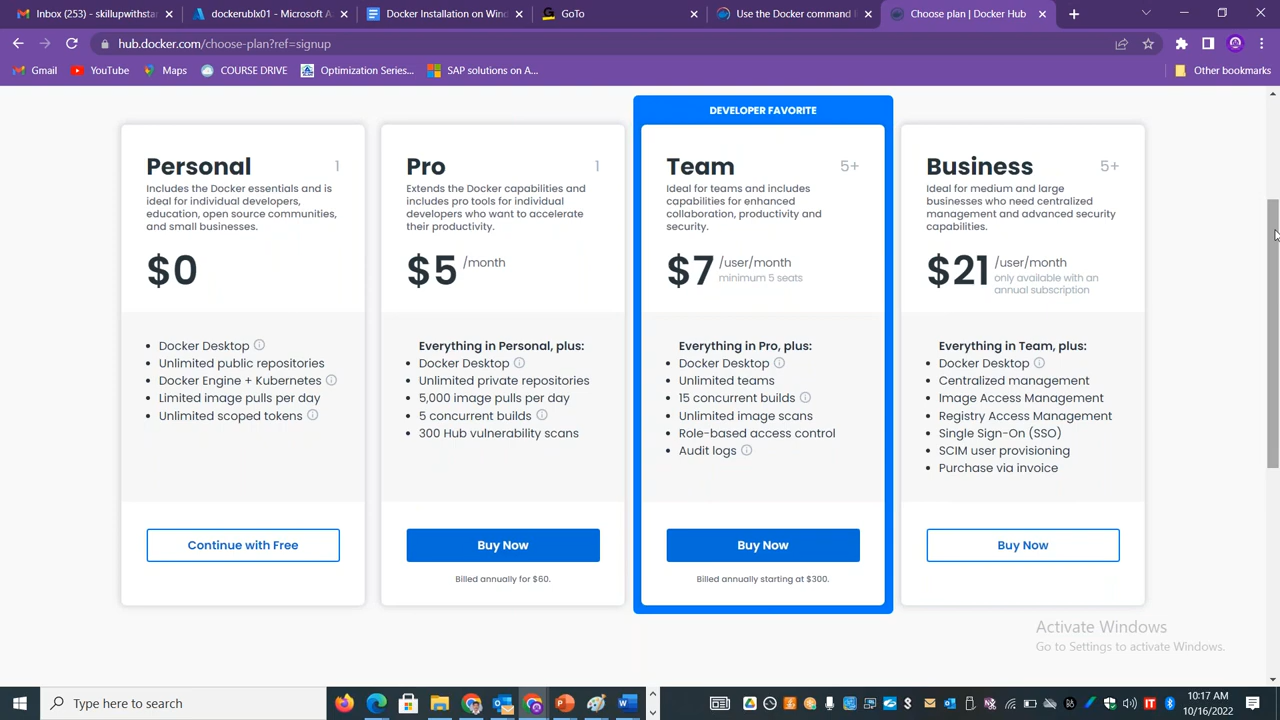 Inbox (253) - skillupwithsta
dockerublx01 - Microsoft A
Docker Installation on Wind
GoTo
Use the Docker command l
Choose plan | Docker Hub
hub.docker.com/choose-plan?ref=signup
Gmail
YouTube
Maps
COURSE DRIVE
Optimization Series...
SAP solutions on A...
Other bookmarks
DEVELOPER FAVORITE
Personal 1
Includes the Docker essentials and is
ideal for individual developers,
education, open source communities,
and small businesses.
$0
Docker Desktop
Unlimited public repositories
Docker Engine + Kubernetes
Limited image pulls per day
Unlimited scoped tokens
Continue with Free
Pro 1
Extends the Docker capabilities and
includes pro tools for individual
developers who want to accelerate
their productivity.
$5 /month
Everything in Personal, plus:
Docker Desktop
Unlimited private repositories
5,000 image pulls per day
5 concurrent builds
300 Hub vulnerability scans
Buy Now
Billed annually for $60.
Team 5+
Ideal for teams and includes
capabilities for enhanced
collaboration, productivity and
security.
$7 /user/month
minimum 5 seats
Everything in Pro, plus:
Docker Desktop
Unlimited teams
15 concurrent builds
Unlimited image scans
Role-based access control
Audit logs
Buy Now
Billed annually starting at $300.
Business 5+
Ideal for medium and large
businesses who need centralized
management and advanced security
capabilities.
$21 /user/month
only available with an
annual subscription
Everything in Team, plus:
Docker Desktop
Centralized management
Image Access Management
Registry Access Management
Single Sign-On (SSO)
SCIM user provisioning
Purchase via invoice
Buy Now
Activate Windows
Go to Settings to activate Windows.
Type here to search
10:17 AM
10/16/2022